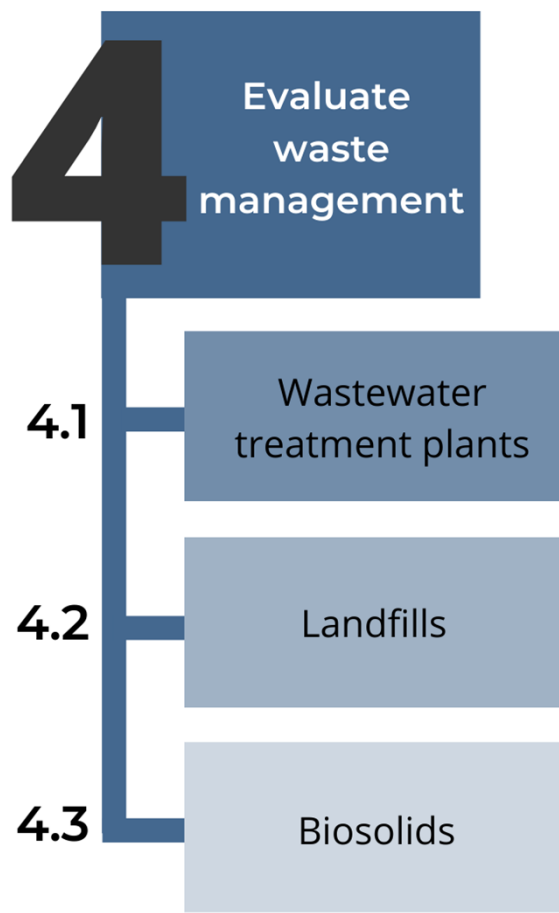 4
Evaluate
waste
management
4.1
Wastewater
treatment plants
4.2
Landfills
4.3
Biosolids